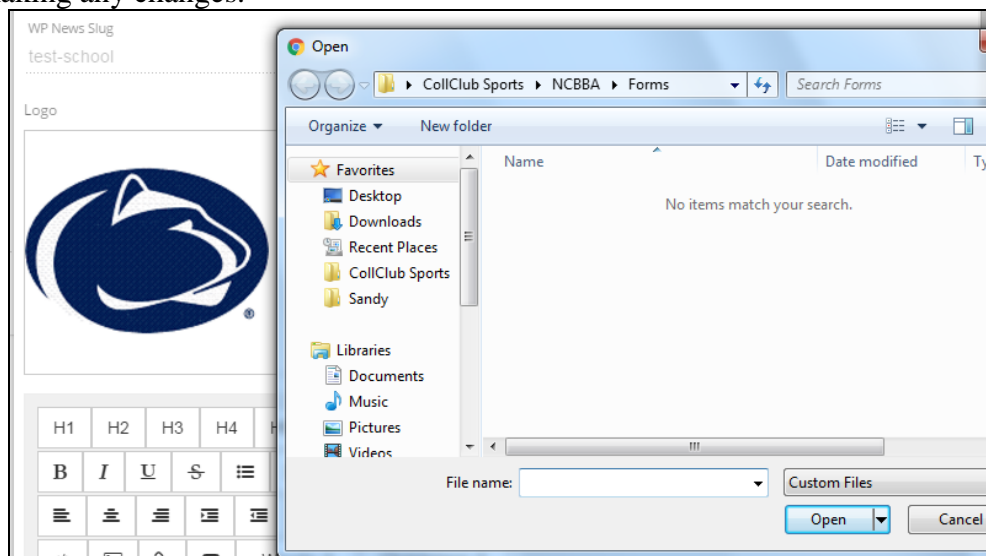 any changes.
WP News Slug
test-school
Logo
®
H1 H2 H3 H4
B I U S
Open
CollClub Sports NCBBA Forms
Search Forms
Organize New folder
Name Date modified
No items match your search.
Favorites
Desktop
Downloads
Recent Places
CollClub Sports
Sandy
Libraries
Documents
Music
Pictures
Videos
File name:
Custom Files
Open Cancel